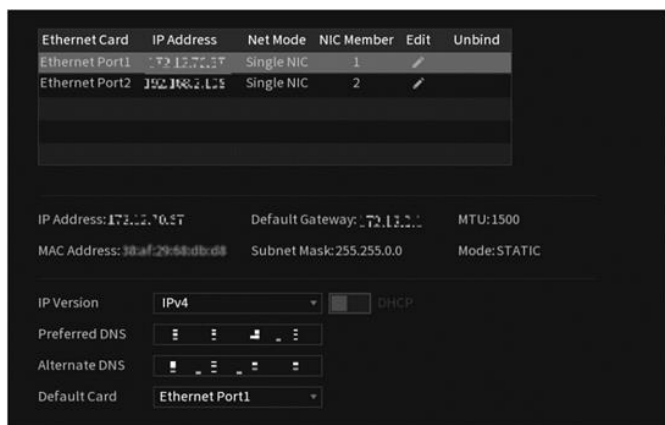 Ethernet Card IP Address Net Mode NIC Member Edit Unbind
Ethernet Port1 Single NIC 1
Ethernet Port2 Single NIC 2
IP Address: Default Gateway: MTU:1500
MAC Address: Subnet Mask:255.255.0.0 Mode:STATIC
IP Version IPv4 DHCP
Preferred DNS
Alternate DNS
Default Card Ethernet Port1